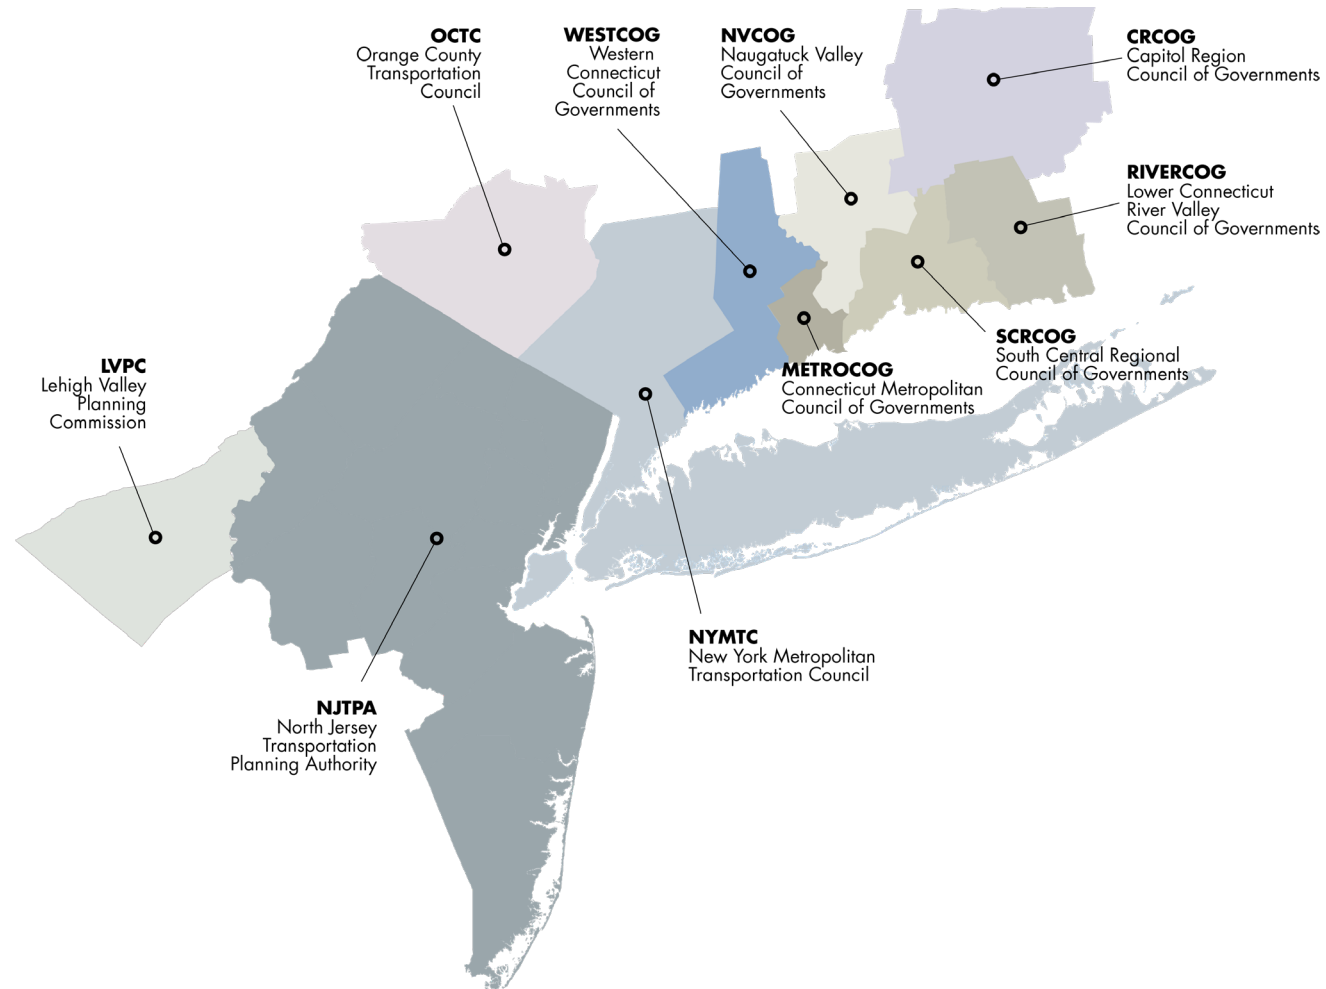 OCTC
Orange County
Transportation
Council
WESTCOG
Western
Connecticut
Council of
Governments
NVCOG
Naugatuck Valley
Council of
Governments
CRCOG
Capitol Region
Council of Governments
RIVERCOG
Lower Connecticut
River Valley
Council of Governments
SCRCOG
South Central Regional
Council of Governments
METROCOG
Connecticut Metropolitan
Council of Governments
LVPC
Lehigh Valley
Planning
Commission
NYMTC
New York Metropolitan
Transportation Council
NJTPA
North Jersey
Transportation
Planning Authority